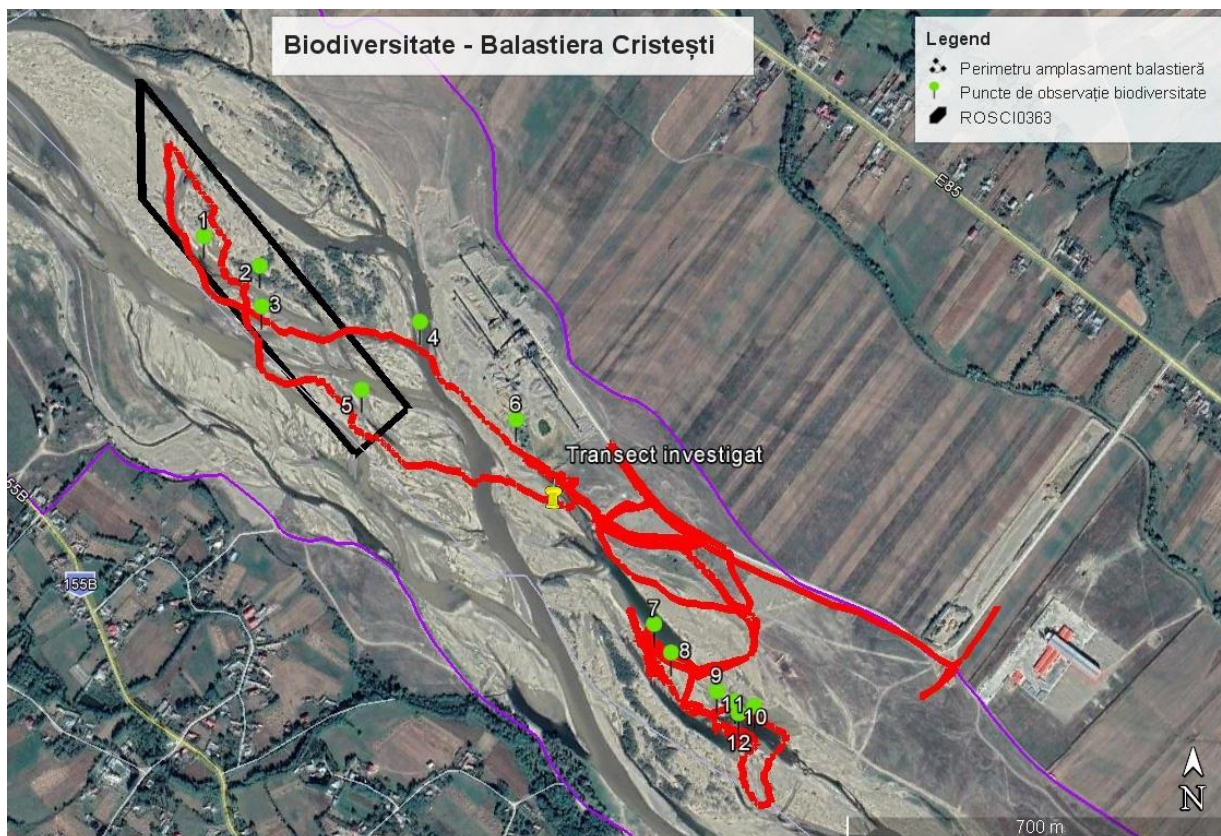 Biodiversitate - Balastiera Cristești
Legend
Perimetru amplasament balastieră
Puncte de observație biodiversitate
ROSCI0363
E85
1
2
3
4
5
6
Transect investigat
55B
155B
7
8
9
11
10
12
N
700 m